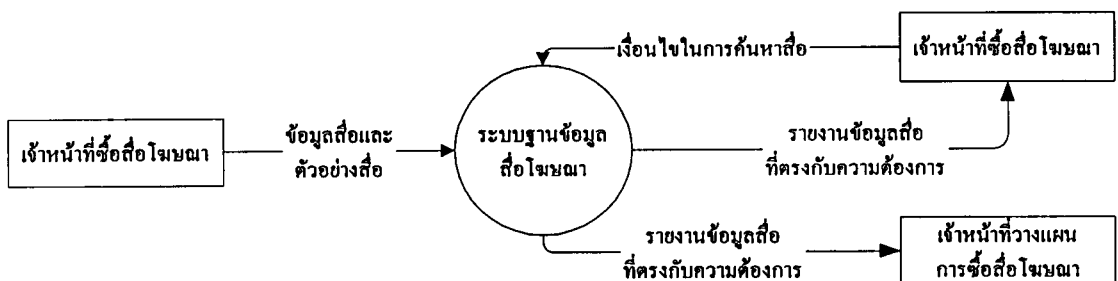 เงื่อนไขในการค้นหาสื่อ
เจ้าหน้าที่ซื้อสื่อโฆษณา
เจ้าหน้าที่ซื้อสื่อโฆษณา
ข้อมูลสื่อและ
ตัวอย่างสื่อ
ระบบฐานข้อมูล
สื่อโฆษณา
รายงานข้อมูลสื่อ
ที่ตรงกับความต้องการ
รายงานข้อมูลสื่อ
ที่ตรงกับความต้องการ
เจ้าหน้าที่วางแผน
การซื้อสื่อโฆษณา